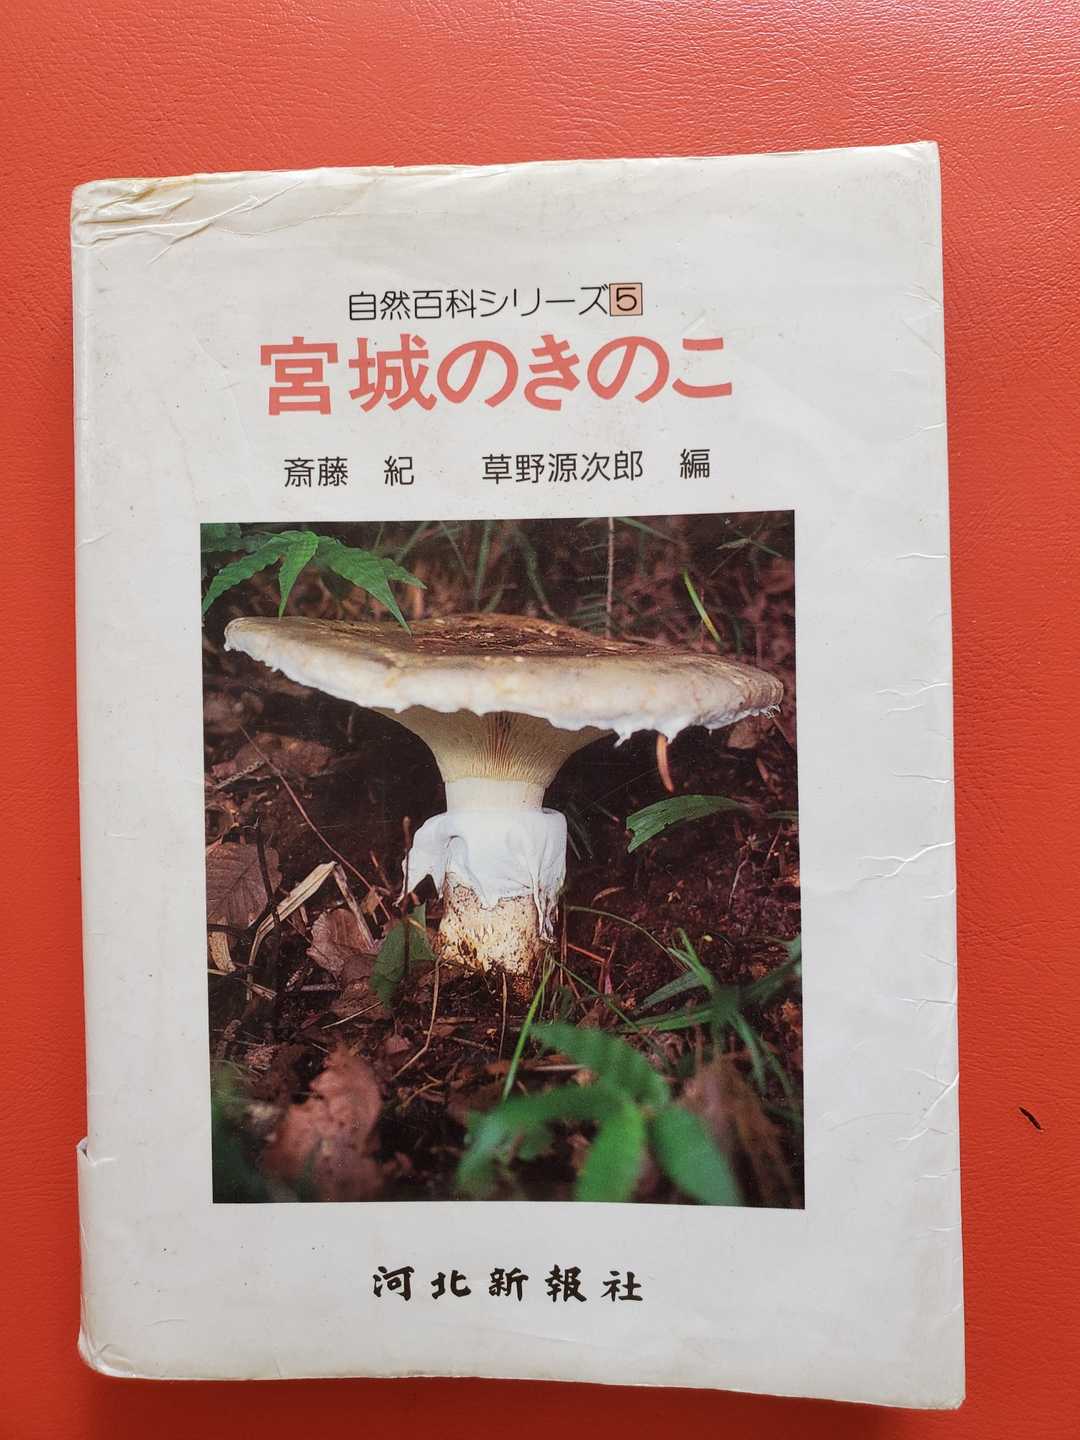 自然百科シリーズ5
宮城のきのこ
斎藤 紀 草野源次郎 編
河北新報社